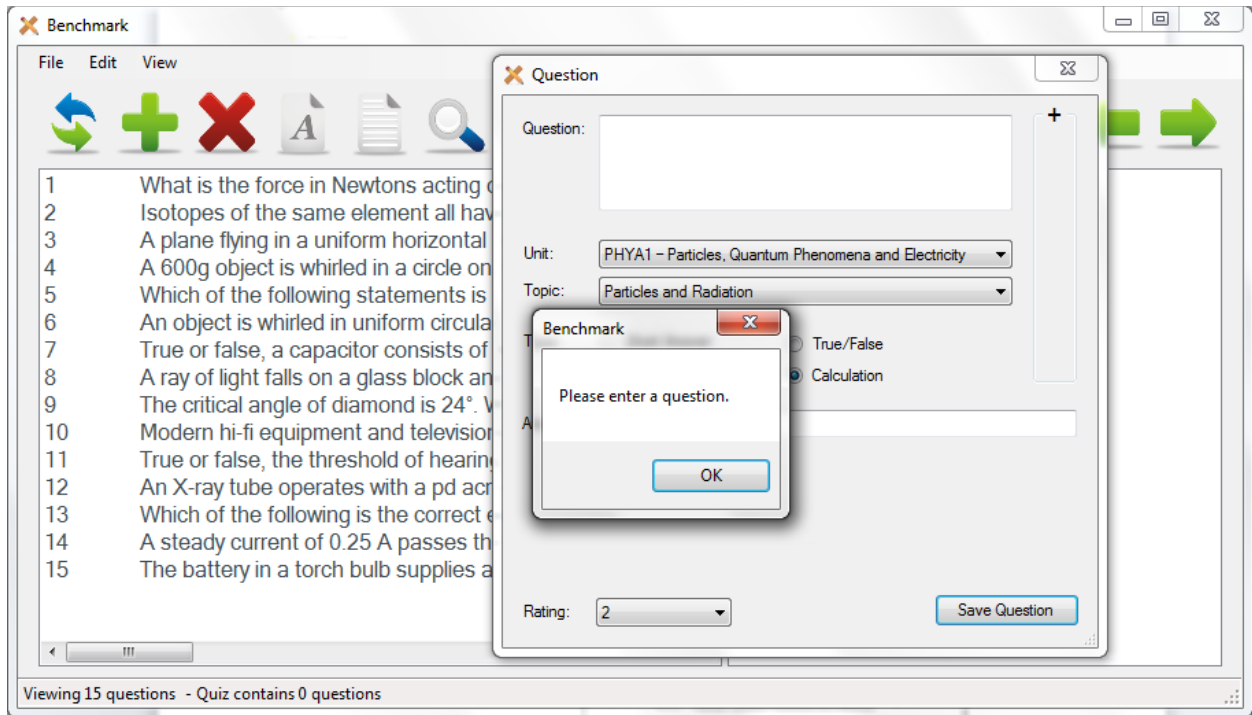 Benchmark
File Edit View
A
1 What is the force in Newtons acting
2 Isotopes of the same element all hav
3 A plane flying in a uniform horizontal
4 A 600g object is whirled in a circle on
5 Which of the following statements is
6 An object is whirled in uniform circula
7 True or false, a capacitor consists of
8 A ray of light falls on a glass block an
9 The critical angle of diamond is 24°.
10 Modern hi-fi equipment and television
11 True or false, the threshold of hearing
12 An X-ray tube operates with a pd acr
13 Which of the following is the correct
14 A steady current of 0.25 A passes th
15 The battery in a torch bulb supplies a
Question
Question:
+
Unit: PHYA1 – Particles, Quantum Phenomena and Electricity
Topic: Particles and Radiation
True/False
Calculation
Benchmark
Please enter a question.
OK
Rating: 2
Save Question
Viewing 15 questions - Quiz contains 0 questions